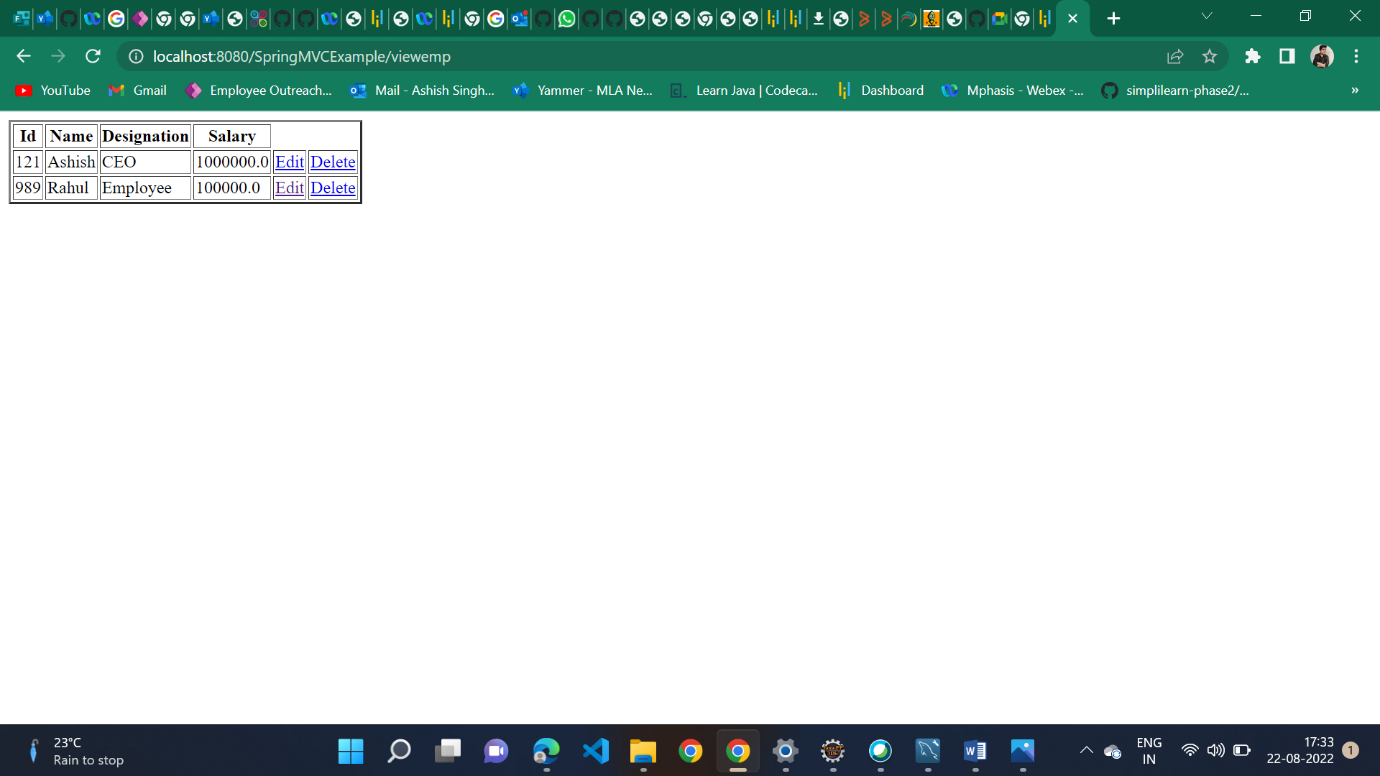 localhost:8080/SpringMVCExample/viewemp
YouTube Gmail Employee Outreach... Mail - Ashish Singh... Yammer - MLA Ne... Learn Java | Codeca... Dashboard Mphasis - Webex -... simplilearn-phase2/... »
Id Name Designation Salary
121 Ashish CEO 1000000.0 Edit Delete
989 Rahul Employee 100000.0 Edit Delete
23°C
Rain to stop
ENG
IN
17:33
22-08-2022
1